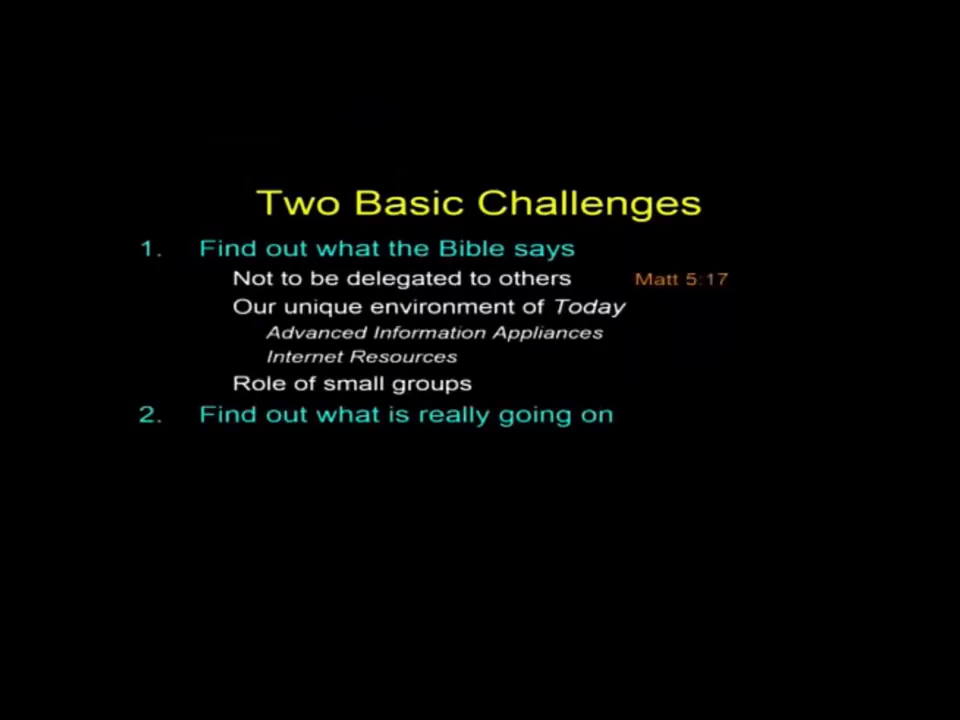 Two Basic Challenges
1. Find out what the Bible says
Not to be delegated to others Matt 5:17
Our unique environment of Today
Advanced Information Appliances
Internet Resources
Role of small groups
2. Find out what is really going on